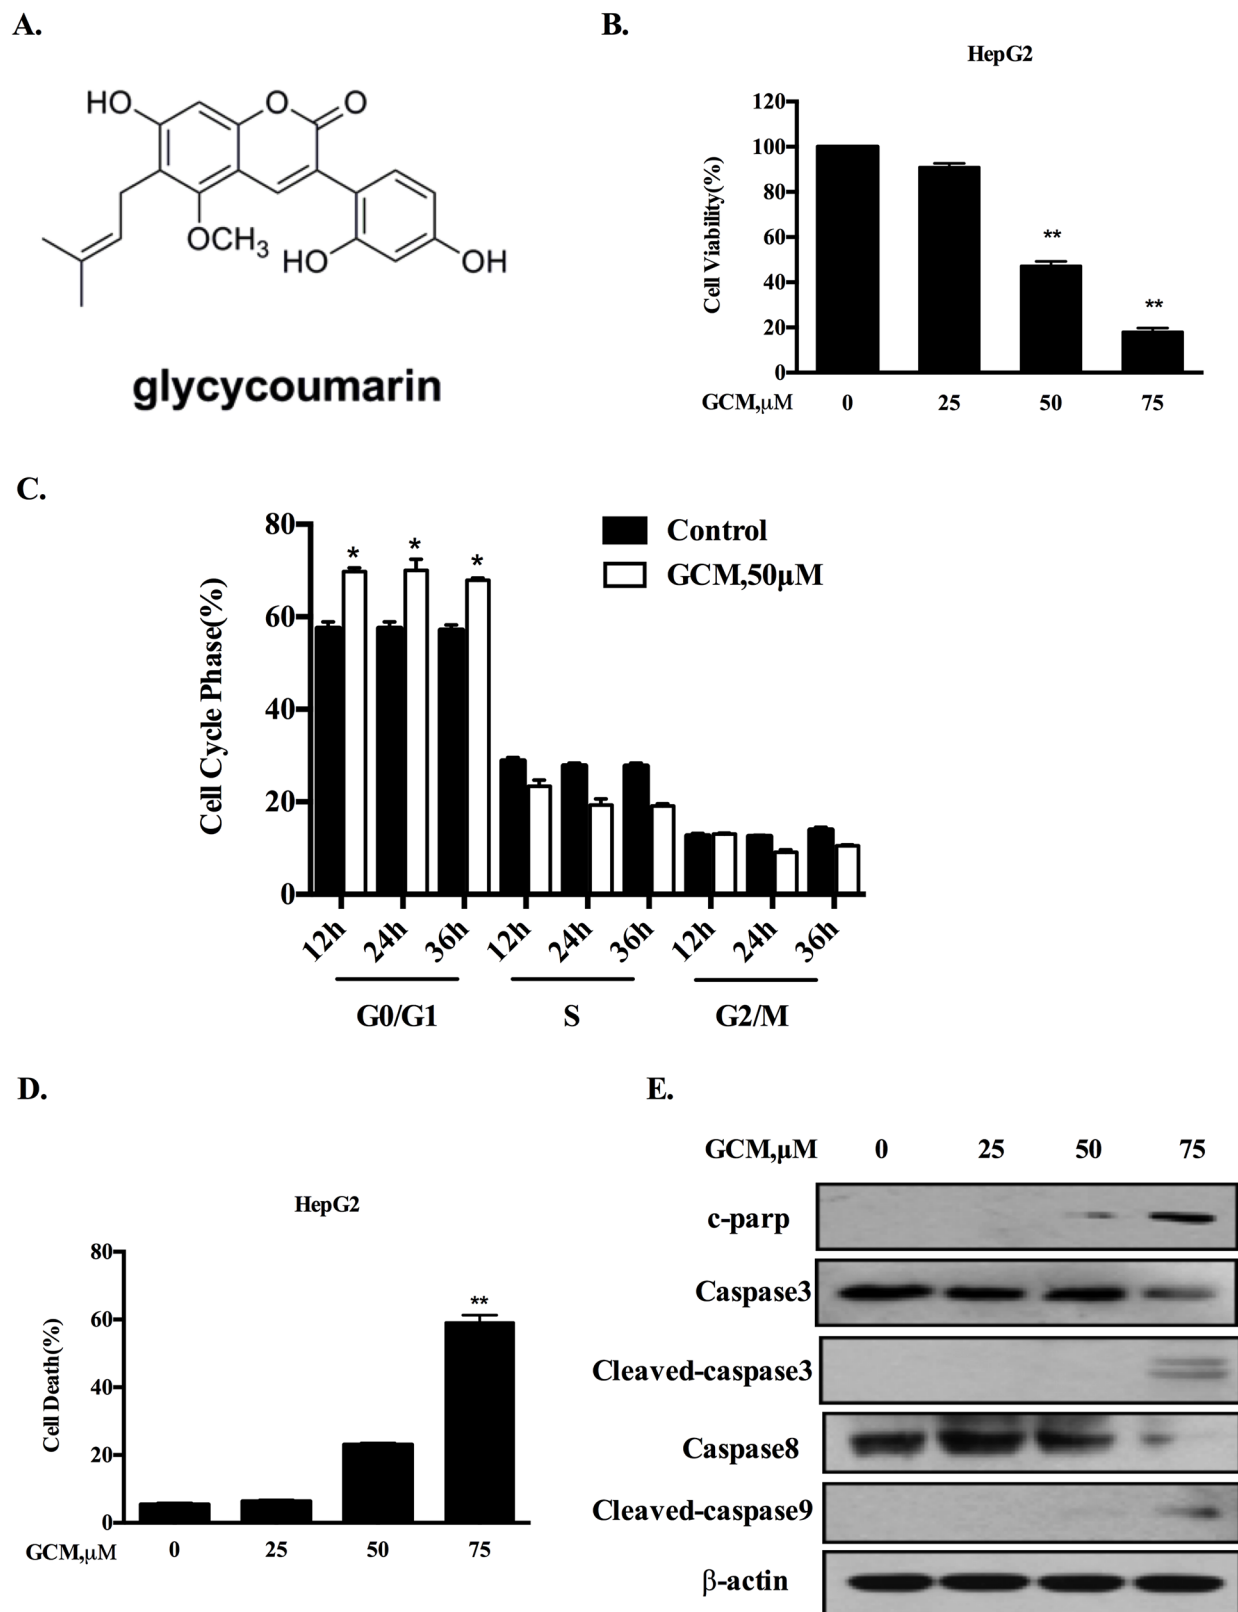 A.
HO
O
O
OCH3
HO
OH
glycycoumarin
B.
HepG2
Cell Viability(%)
120
100
80
60
40
20
0
**
**
GCM,μM 0 25 50 75
C.
Cell Cycle Phase(%)
80
60
40
20
0
* * *
Control
GCM,50μM
12h 24h 36h 12h 24h 36h 12h 24h 36h
G0/G1 S G2/M
D.
HepG2
Cell Death(%)
80
60
40
20
0
**
GCM,μM 0 25 50 75
E.
GCM,μM 0 25 50 75
c-parp
Caspase3
Cleaved-caspase3
Caspase8
Cleaved-caspase9
β-actin